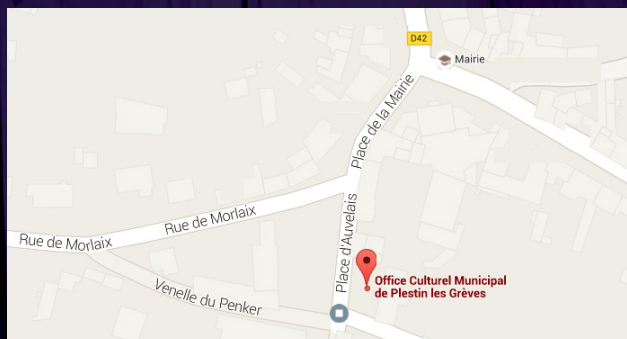 D42
Mairie
Place de la Mairie
Rue de Morlaix
Rue de Morlaix
Place d'Auvelais
Venelle du Penker
Office Culturel Municipal
de Plestin les Grèves